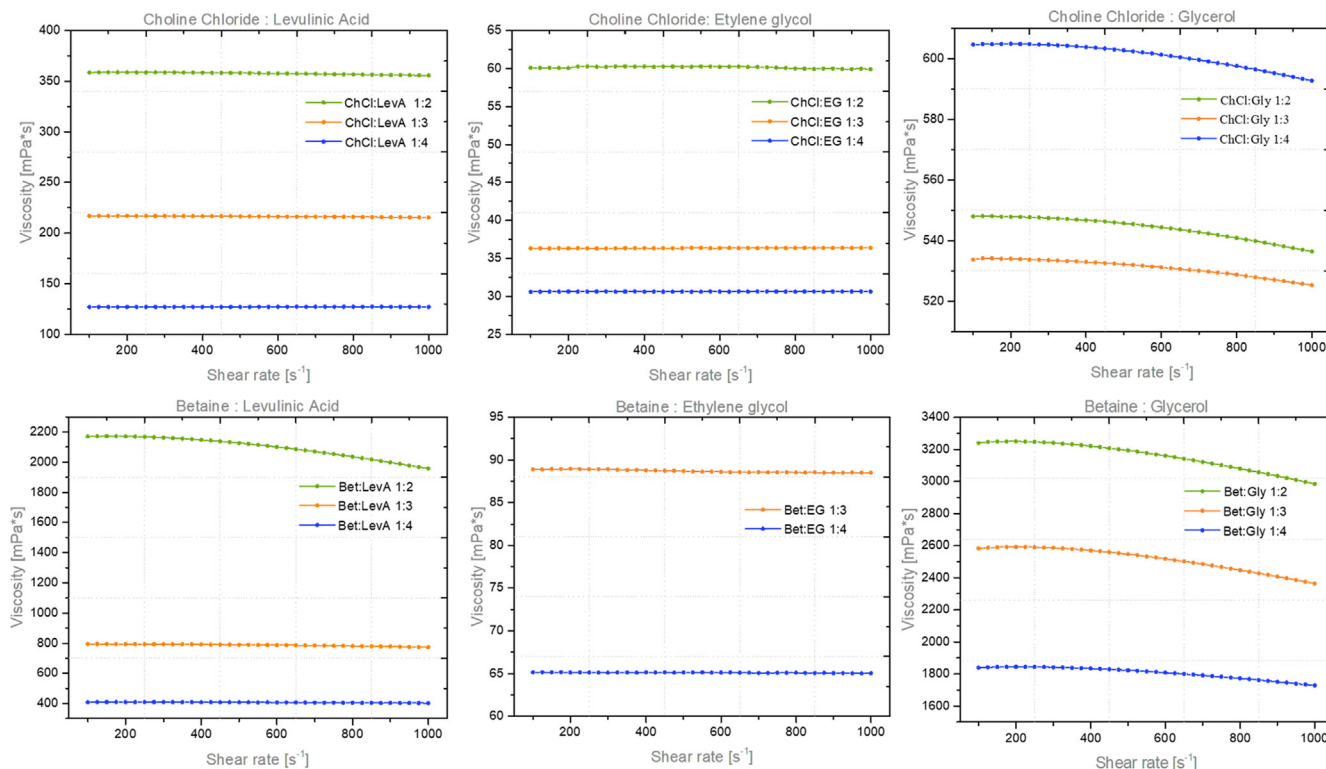 Choline Chloride : Levulinic Acid
400
350
300
250
200
150
100
Viscosity [mPa*s]
ChCl:LevA 1:2
ChCl:LevA 1:3
ChCl:LevA 1:4
200 400 600 800 1000
Shear rate [s⁻¹]
Choline Chloride: Etylene glycol
65
60
55
50
45
40
35
30
25
Viscosity [mPa*s]
ChCl:EG 1:2
ChCl:EG 1:3
ChCl:EG 1:4
200 400 600 800 1000
Shear rate [s⁻¹]
Choline Chloride : Glycerol
600
580
560
540
520
Viscosity [mPa*s]
ChCl:Gly 1:2
ChCl:Gly 1:3
ChCl:Gly 1:4
200 400 600 800 1000
Shear rate [s⁻¹]
Betaine : Levulinic Acid
2200
2000
1800
1600
1400
1200
1000
800
600
400
Viscosity [mPa*s]
Bet:LevA 1:2
Bet:LevA 1:3
Bet:LevA 1:4
200 400 600 800 1000
Shear rate [s⁻¹]
Betaine : Ethylene glycol
95
90
85
80
75
70
65
60
Viscosity [mPa*s]
Bet:EG 1:3
Bet:EG 1:4
200 400 600 800 1000
Shear rate [s⁻¹]
Betaine : Glycerol
3400
3200
3000
2800
2600
2400
2200
2000
1800
1600
Viscosity [mPa*s]
Bet:Gly 1:2
Bet:Gly 1:3
Bet:Gly 1:4
200 400 600 800 1000
Shear rate [s⁻¹]